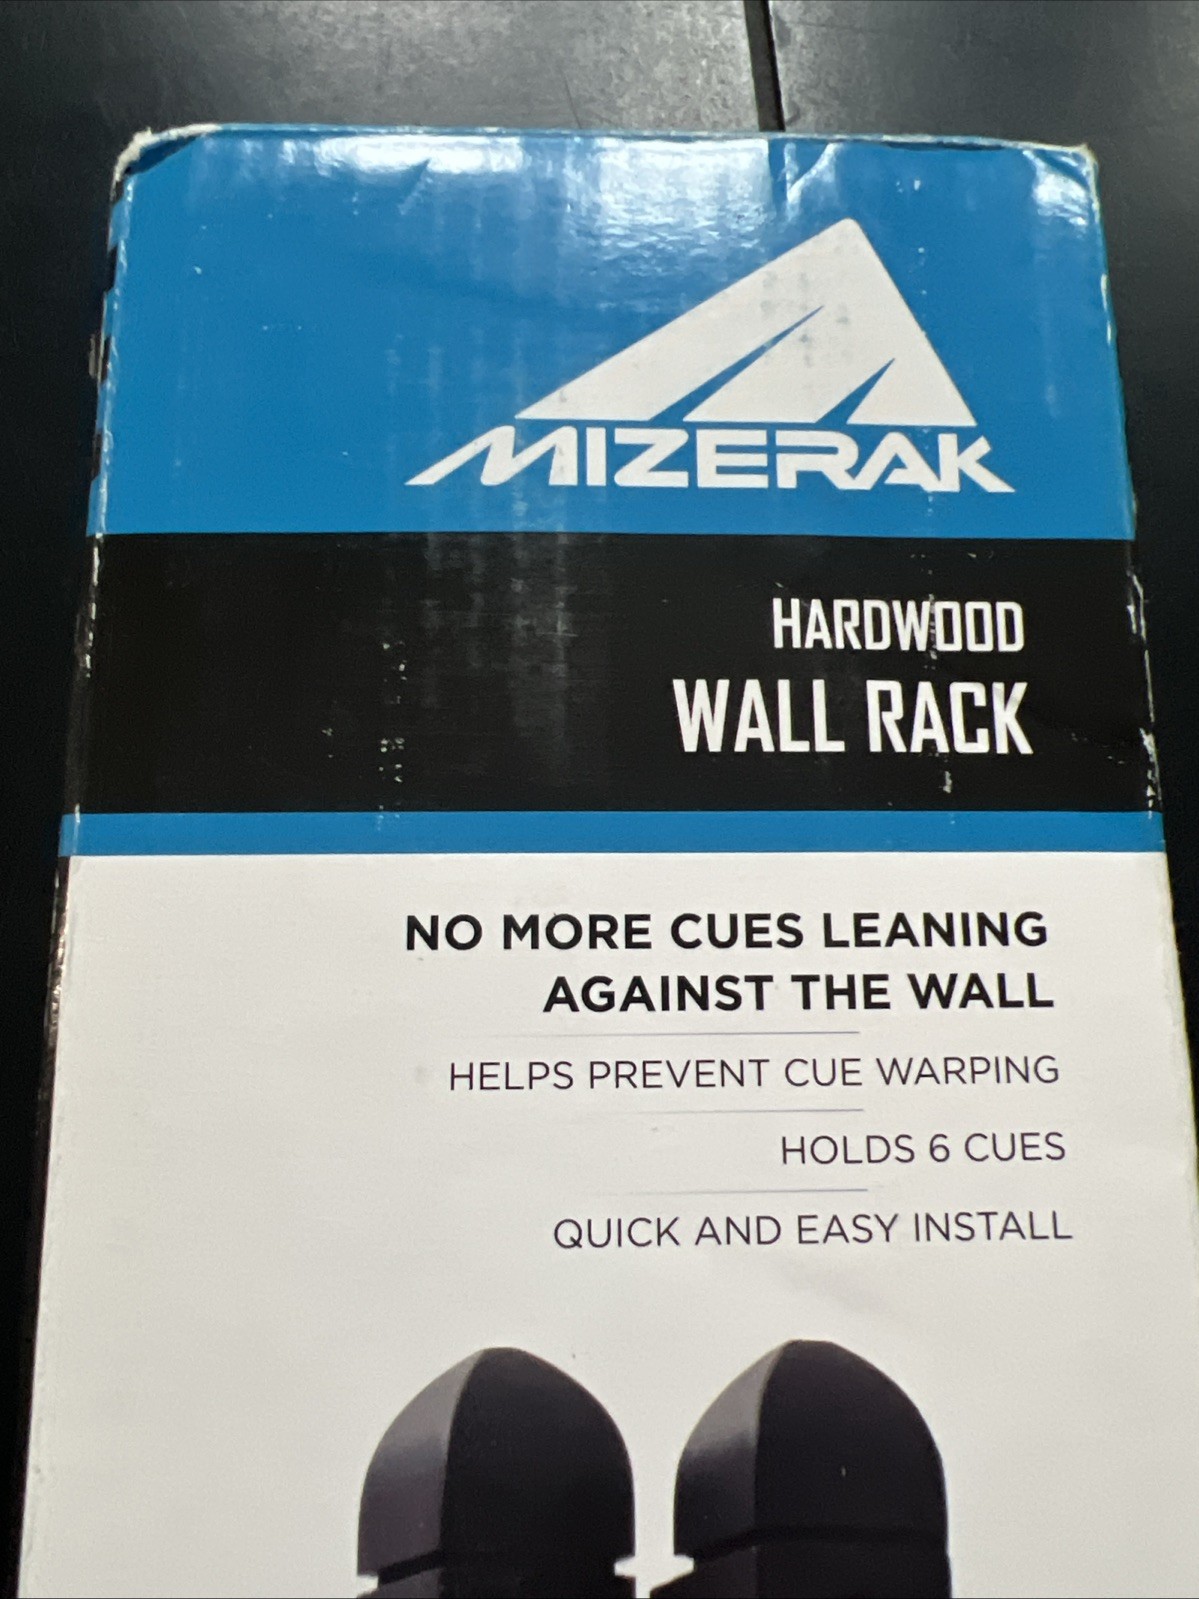 MIZERAK
HARDWOOD
WALL RACK
NO MORE CUES LEANING
AGAINST THE WALL
HELPS PREVENT CUE WARPING
HOLDS 6 CUES
QUICK AND EASY INSTALL